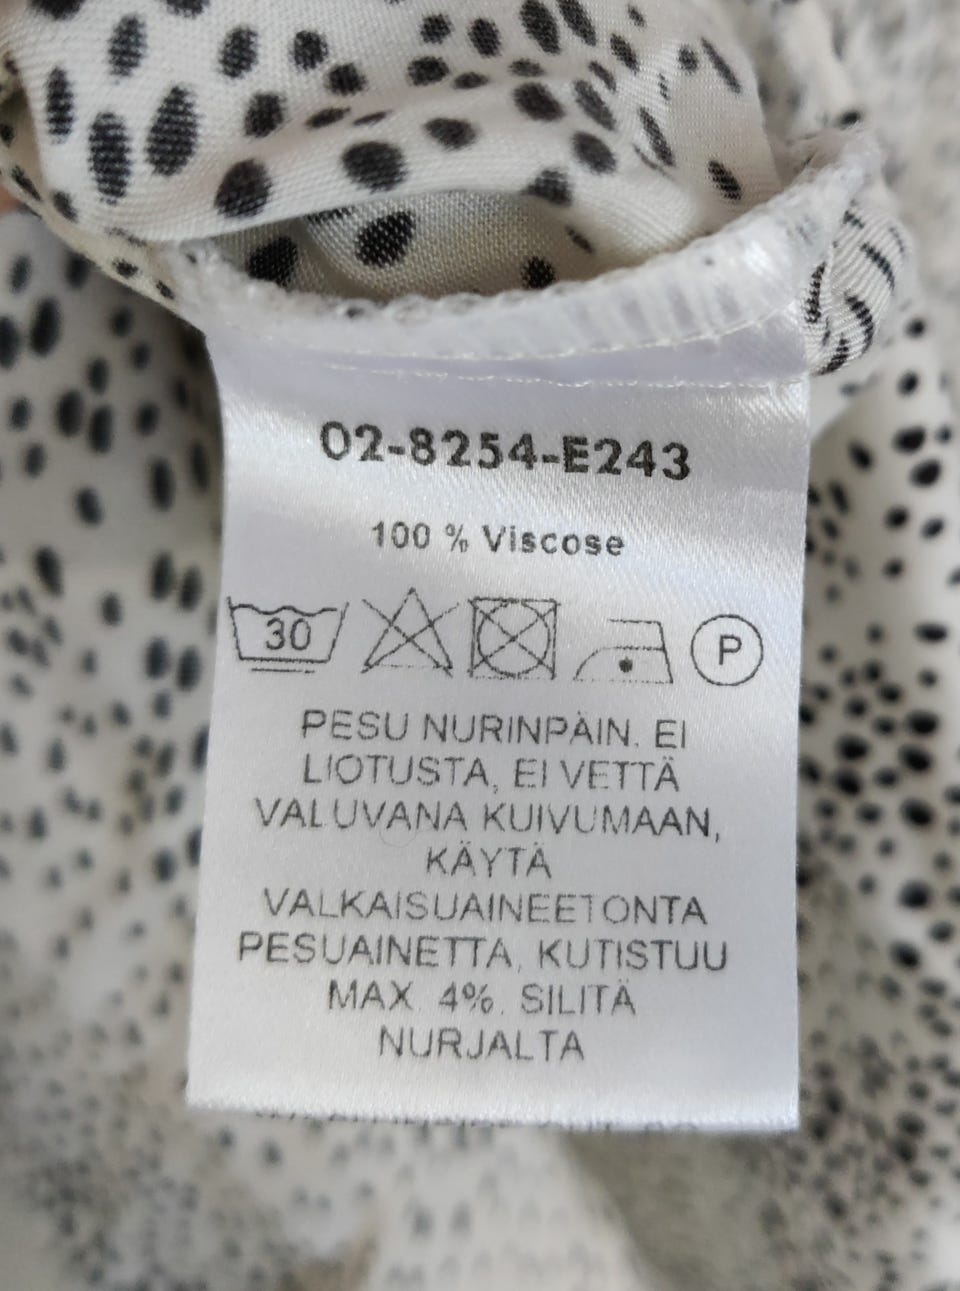 02-8254-E243
100 % Viscose
30 P
PESU NURINPÄIN. EI
LIOTUSTA, EI VETTÄ
VALUVANA KUIVUMAAN,
KÄYTÄ
VALKAISUAINEETONTA
PESUAINETTA, KUTISTUU
MAX. 4%. SILITÄ
NURJALTA